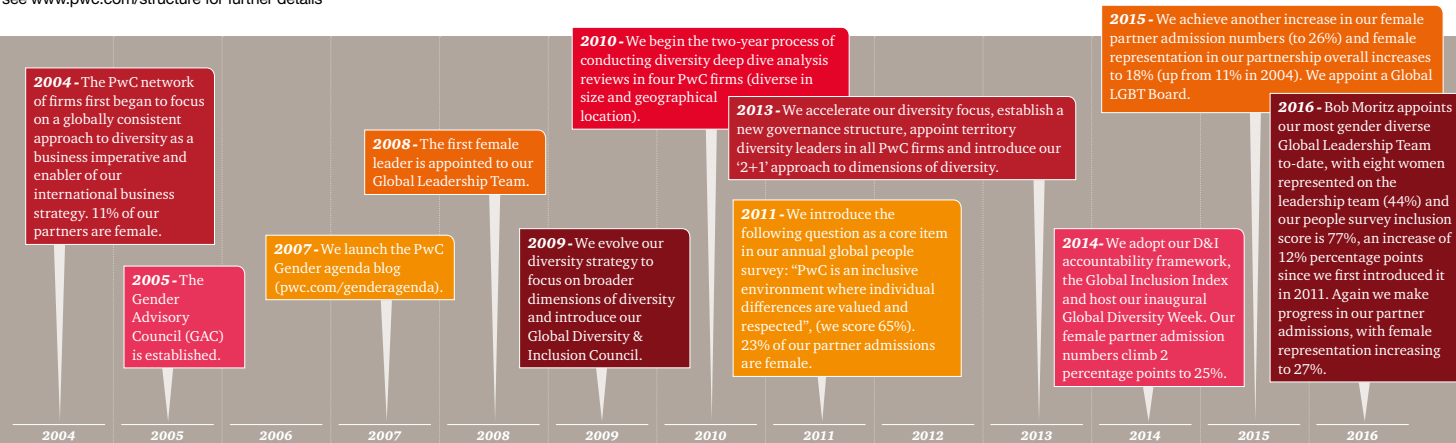 see www.pwc.com/structure for further details
2004 - The PwC network
of firms first began to focus
on a globally consistent
approach to diversity as a
business imperative and
enabler of our
international business
strategy. 11% of our
partners are female.
2005 - The
Gender
Advisory
Council (GAC)
is established.
2007 - We launch the PwC
Gender agenda blog
(pwc.com/genderagenda).
2008 - The first female
leader is appointed to our
Global Leadership Team.
2009 - We evolve our
diversity strategy to
focus on broader
dimensions of diversity
and introduce our
Global Diversity &
Inclusion Council.
2010 - We begin the two-year process of
conducting diversity deep dive analysis
reviews in four PwC firms (diverse in
size and geographical
location).
2011 - We introduce the
following question as a core item
in our annual global people
survey: “PwC is an inclusive
environment where individual
differences are valued and
respected”, (we score 65%).
23% of our partner admissions
are female.
2013 - We accelerate our diversity focus, establish a
new governance structure, appoint territory
diversity leaders in all PwC firms and introduce our
‘2+1’ approach to dimensions of diversity.
2014- We adopt our D&I
accountability framework,
the Global Inclusion Index
and host our inaugural
Global Diversity Week. Our
female partner admission
numbers climb 2
percentage points to 25%.
2015 - We achieve another increase in our female
partner admission numbers (to 26%) and female
representation in our partnership overall increases
to 18% (up from 11% in 2004). We appoint a Global
LGBT Board.
2016 - Bob Moritz appoints
our most gender diverse
Global Leadership Team
to-date, with eight women
represented on the
leadership team (44%) and
our people survey inclusion
score is 77%, an increase of
12% percentage points
since we first introduced it
in 2011. Again we make
progress in our partner
admissions, with female
representation increasing
to 27%.
2004 2005 2006 2007 2008 2009 2010 2011 2012 2013 2014 2015 2016